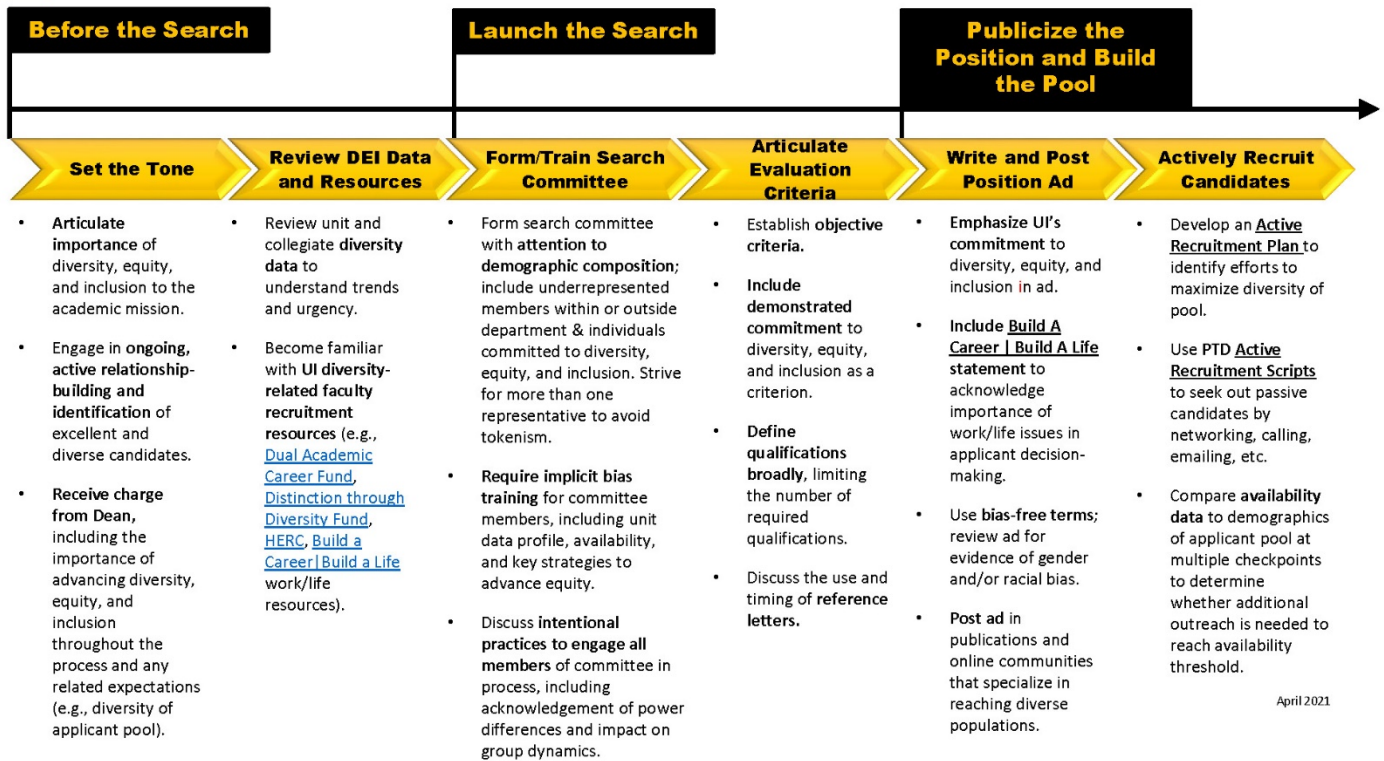 Before the Search
Launch the Search
Publicize the
Position and Build
the Pool
Set the Tone
Review DEI Data
and Resources
Form/Train Search
Committee
Articulate
Evaluation
Criteria
Write and Post
Position Ad
Actively Recruit
Candidates
• Articulate
importance of
diversity, equity,
and inclusion to the
academic mission.
• Engage in ongoing,
active relationship-
building and
identification of
excellent and
diverse candidates.
• Receive charge
from Dean,
including the
importance of
advancing diversity,
equity, and
inclusion
throughout the
process and any
related expectations
(e.g., diversity of
applicant pool).
• Review unit and
collegiate diversity
data to
understand trends
and urgency.
• Become familiar
with UI diversity-
related faculty
recruitment
resources (e.g.,
Dual Academic
Career Fund,
Distinction through
Diversity Fund,
HERC, Build a
Career|Build a Life
work/life
resources).
• Form search committee
with attention to
demographic composition;
include underrepresented
members within or outside
department & individuals
committed to diversity,
equity, and inclusion. Strive
for more than one
representative to avoid
tokenism.
• Require implicit bias
training for committee
members, including unit
data profile, availability,
and key strategies to
advance equity.
• Discuss intentional
practices to engage all
members of committee in
process, including
acknowledgement of power
differences and impact on
group dynamics.
• Establish objective
criteria.
• Include
demonstrated
commitment to
diversity, equity,
and inclusion as a
criterion.
• Define
qualifications
broadly, limiting
the number of
required
qualifications.
• Discuss the use and
timing of reference
letters.
• Emphasize UI's
commitment to
diversity, equity, and
inclusion in ad.
• Include Build A
Career | Build A Life
statement to
acknowledge
importance of
work/life issues in
applicant decision-
making.
• Use bias-free terms;
review ad for
evidence of gender
and/or racial bias.
• Post ad in
publications and
online communities
that specialize in
reaching diverse
populations.
• Develop an Active
Recruitment Plan to
identify efforts to
maximize diversity of
pool.
• Use PTD Active
Recruitment Scripts
to seek out passive
candidates by
networking, calling,
emailing, etc.
• Compare availability
data to demographics
of applicant pool at
multiple checkpoints
to determine
whether additional
outreach is needed to
reach availability
threshold.
April 2021